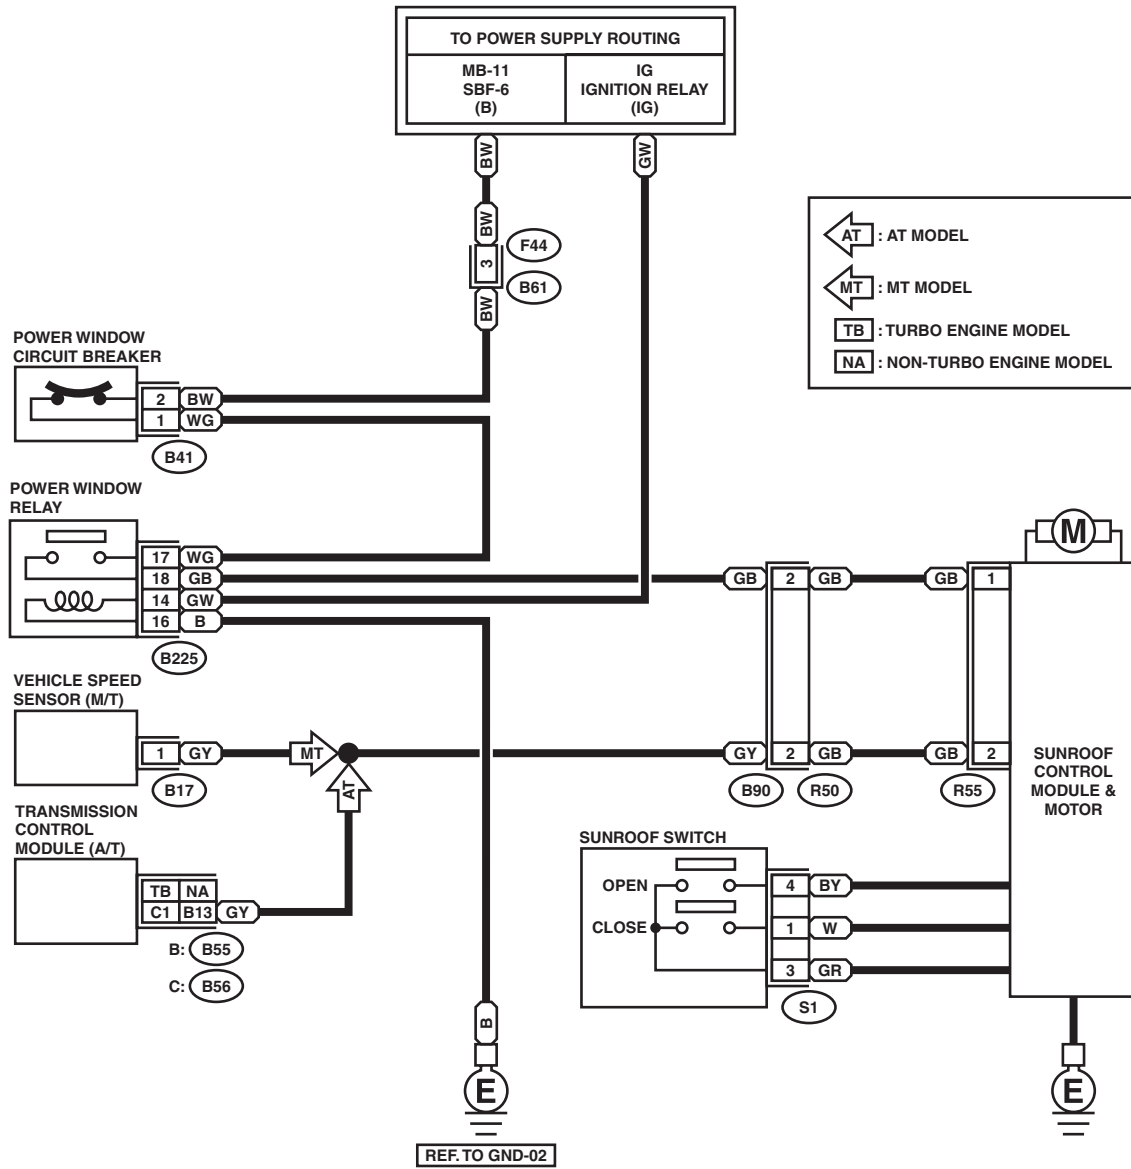 TO POWER SUPPLY ROUTING
MB-11
SBF-6
(B)
IG
IGNITION RELAY
(IG)
BW
GW
BW
3
F44
B61
BW
AT : AT MODEL
MT : MT MODEL
TB : TURBO ENGINE MODEL
NA : NON-TURBO ENGINE MODEL
POWER WINDOW
CIRCUIT BREAKER
2 BW
1 WG
B41
POWER WINDOW
RELAY
17 WG
18 GB
14 GW
16 B
B225
M
GB 2 GB
GB 1
VEHICLE SPEED
SENSOR (M/T)
1 GY
B17
MT
AT
GY 2 GB
GB 2
B90
R50
R55
SUNROOF
CONTROL
MODULE &
MOTOR
TRANSMISSION
CONTROL
MODULE (A/T)
TB NA
C1 B13 GY
B: B55
C: B56
SUNROOF SWITCH
OPEN
4 BY
CLOSE
1 W
3 GR
S1
B
E
REF. TO GND-02
E